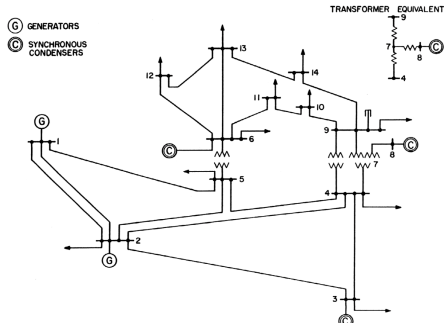 TRANSFORMER EQUIVALENT
9
7
C
8
4
G GENERATORS
C SYNCHRONOUS
CONDENSERS
13
14
12
11
10
C
6
9
G
1
C
8
7
5
4
2
G
3
C